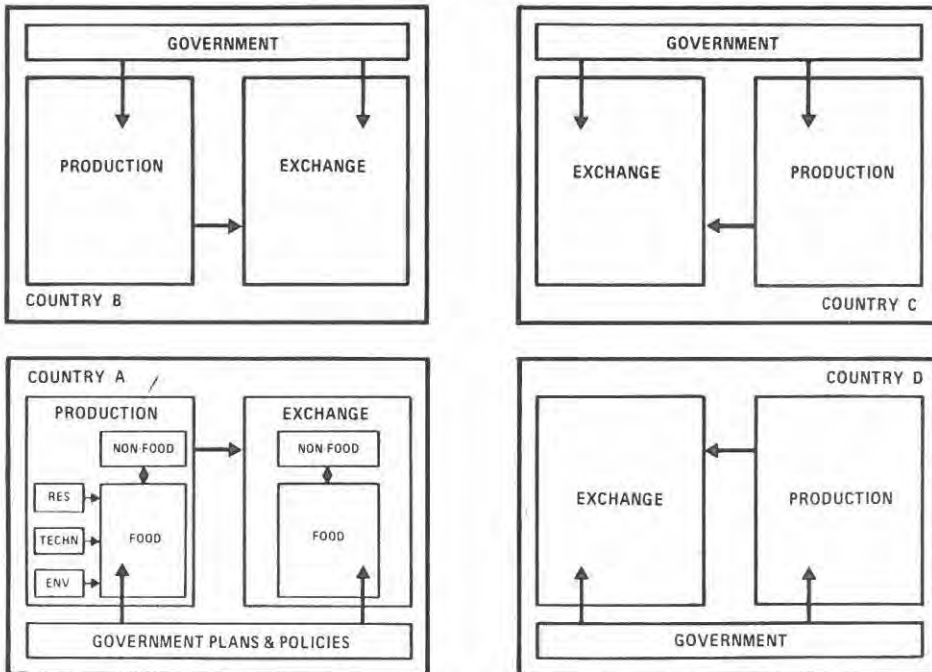 GOVERNMENT
PRODUCTION
EXCHANGE
COUNTRY B
GOVERNMENT
EXCHANGE
PRODUCTION
COUNTRY C
COUNTRY A
PRODUCTION
EXCHANGE
NON-FOOD
NON-FOOD
RES
TECHN
ENV
FOOD
FOOD
GOVERNMENT PLANS & POLICIES
COUNTRY D
EXCHANGE
PRODUCTION
GOVERNMENT